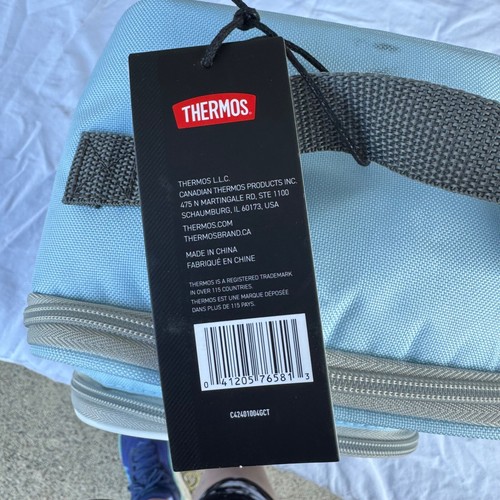 THERMOS.
THERMOS L.L.C.
CANADIAN THERMOS PRODUCTS INC.
475 N MARTINGALE RD, STE 1100
SCHAUMBURG, IL 60173, USA
THERMOS.COM
THERMOSBRAND.CA
MADE IN CHINA
FABRIQUÉ EN CHINE
THERMOS IS A REGISTERED TRADEMARK
IN OVER 115 COUNTRIES.
THERMOS EST UNE MARQUE DÉPOSÉE
DANS PLUS DE 115 PAYS.
0 41205 76581 3
C42401004GCT